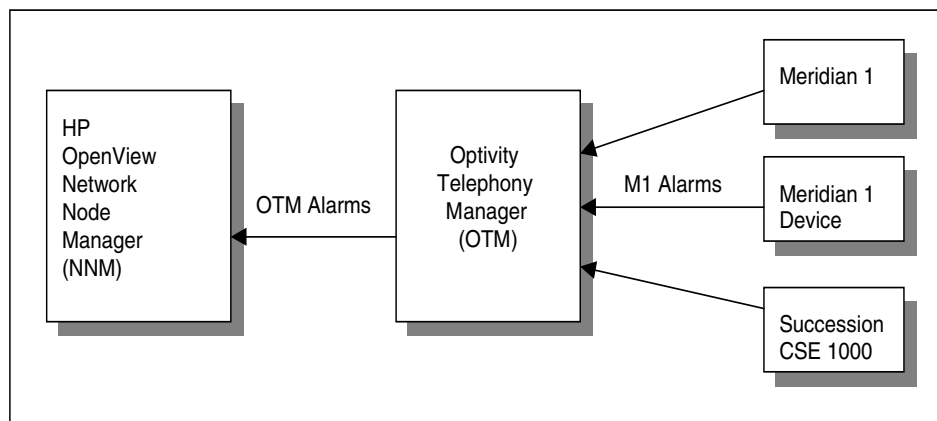 HP
OpenView
Network
Node
Manager
(NNM)
OTM Alarms
Optivity
Telephony
Manager
(OTM)
M1 Alarms
Meridian 1
Meridian 1
Device
Succession
CSE 1000